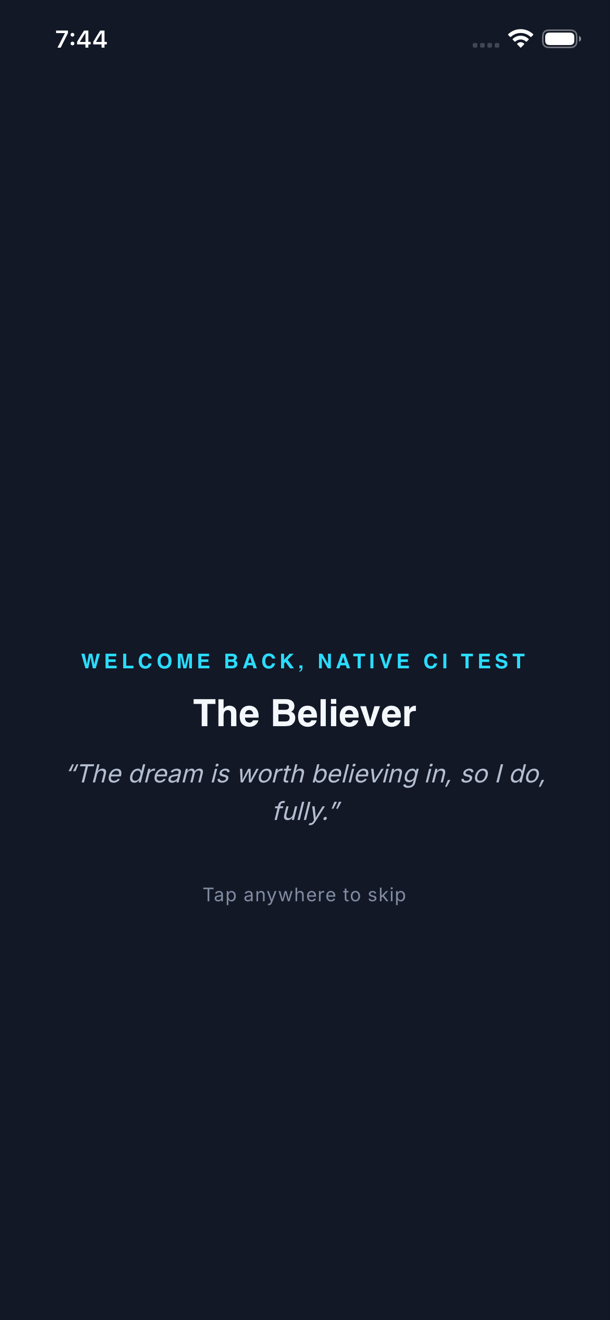 7:44
WELCOME BACK, NATIVE CI TEST
The Believer
“The dream is worth believing in, so I do,
fully.”
Tap anywhere to skip